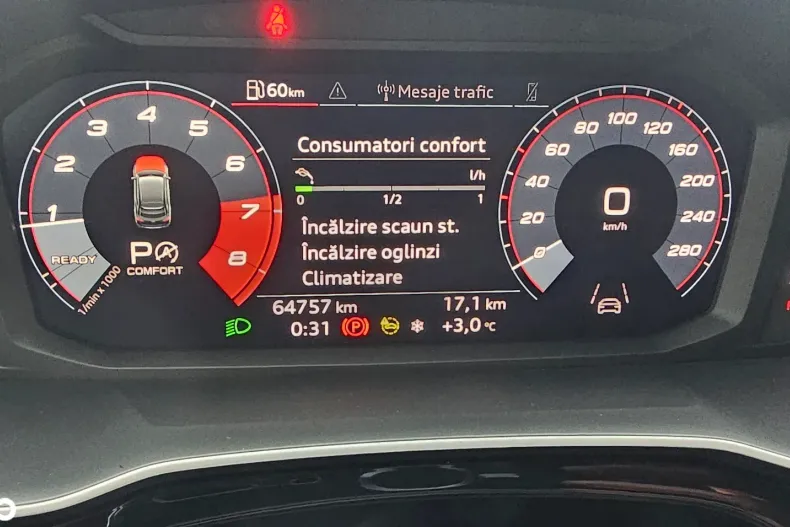 60km
Mesaje trafic
Consumatori confort
l/h
0 1/2 1
Încălzire scaun st.
Încălzire oglinzi
Climatizare
64757 km 17,1 km
0:31 P +3,0 °C
1 2 3 4 5 6 7 8
READY
1/min x 1000
P A
COMFORT
0 20 40 60 80 100 120 160 200 240 280
0
km/h